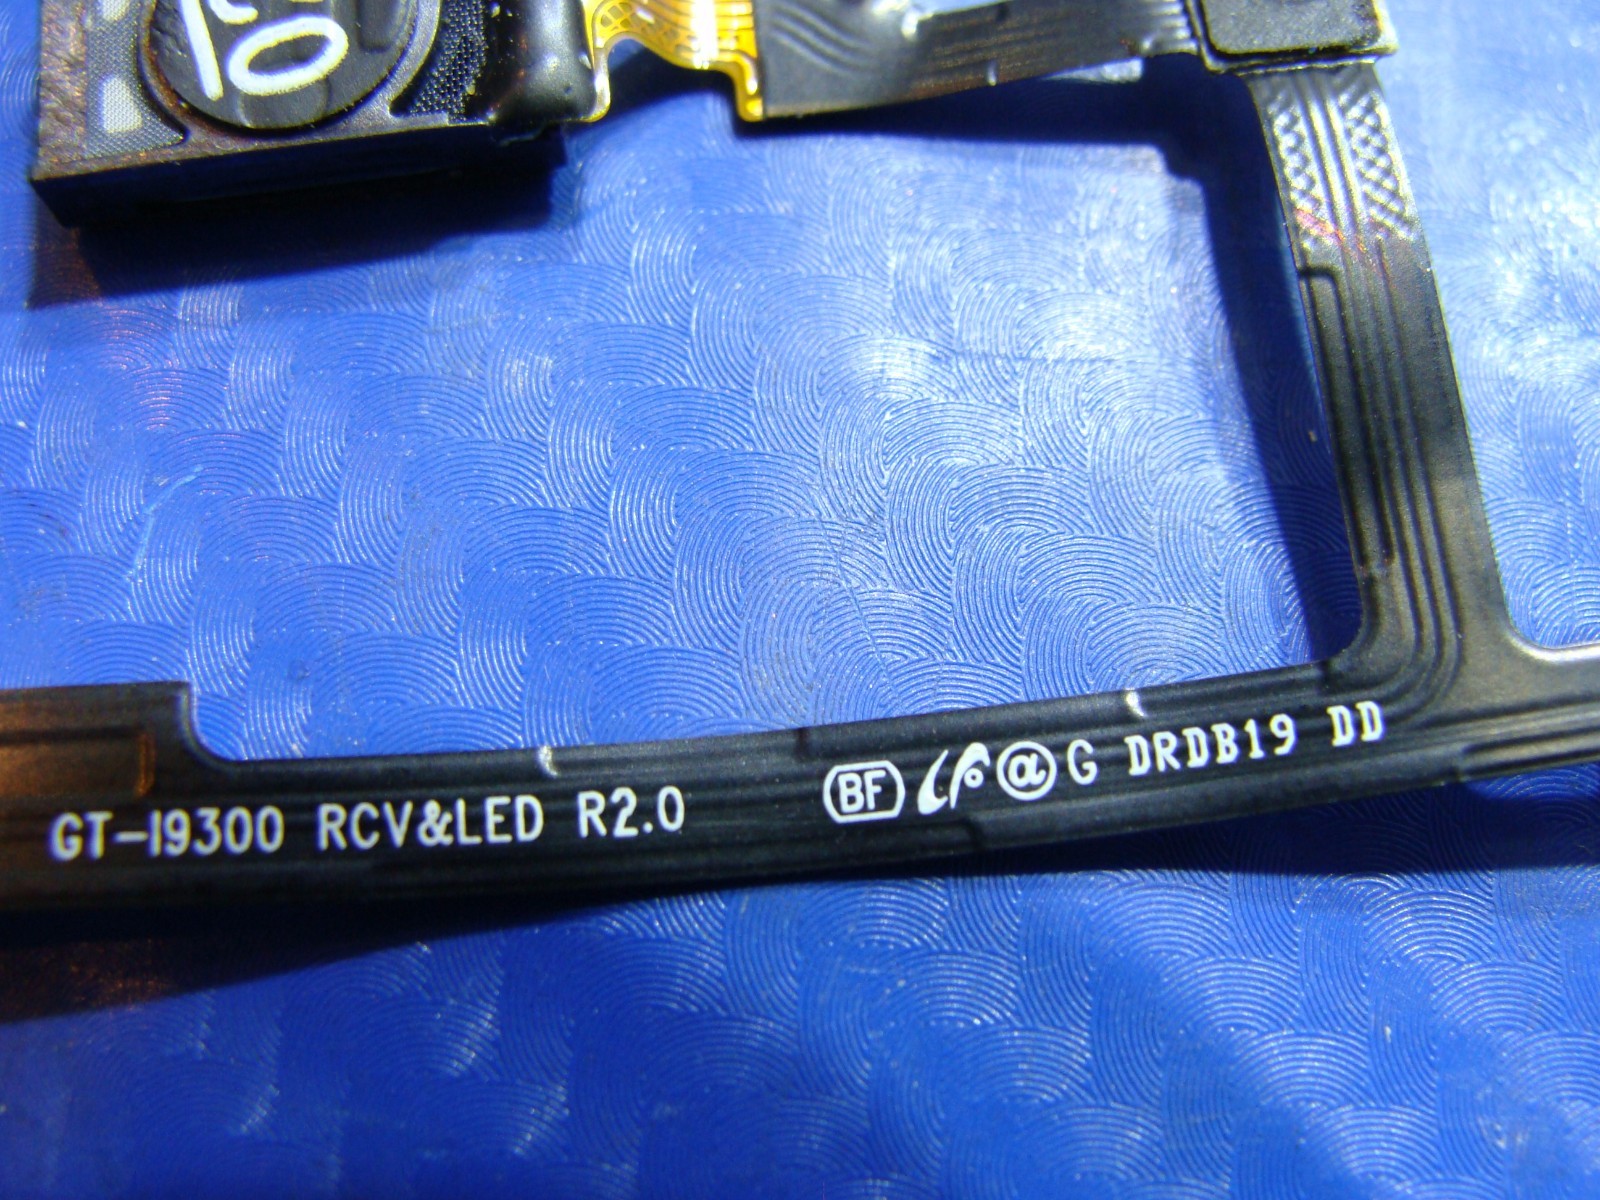 GT-I9300 RCV&LED R2.0 BF @ G DRDB19 DD